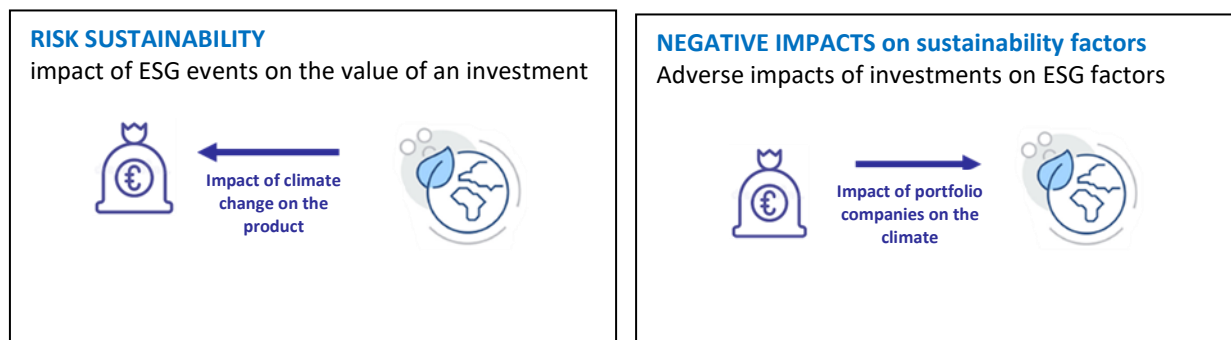 RISK SUSTAINABILITY
impact of ESG events on the value of an investment
€
Impact of climate
change on the
product
NEGATIVE IMPACTS on sustainability factors
Adverse impacts of investments on ESG factors
€
Impact of portfolio
companies on the
climate